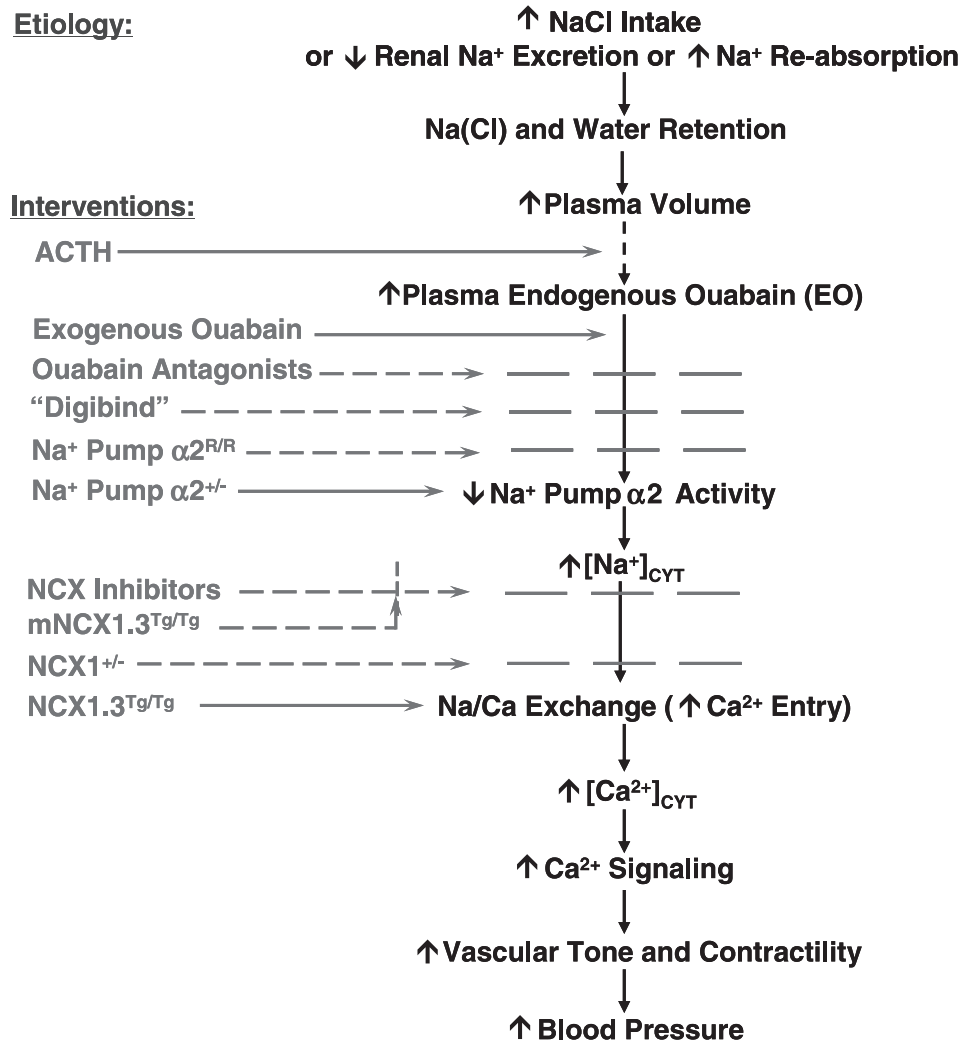 Etiology:
↑ NaCl Intake
or ↓ Renal Na⁺ Excretion or ↑ Na⁺ Re-absorption
Na(Cl) and Water Retention
Interventions:
↑Plasma Volume
ACTH
↑Plasma Endogenous Ouabain (EO)
Exogenous Ouabain
Ouabain Antagonists
“Digibind”
Na⁺ Pump α2ᴿ/ᴿ
Na⁺ Pump α2⁺/⁻
↓ Na⁺ Pump α2 Activity
↑[Na⁺]CYT
NCX Inhibitors
mNCX1.3Tg/Tg
NCX1⁺/⁻
NCX1.3Tg/Tg
Na/Ca Exchange (↑ Ca²⁺ Entry)
↑ [Ca²⁺]CYT
↑ Ca²⁺ Signaling
↑ Vascular Tone and Contractility
↑ Blood Pressure